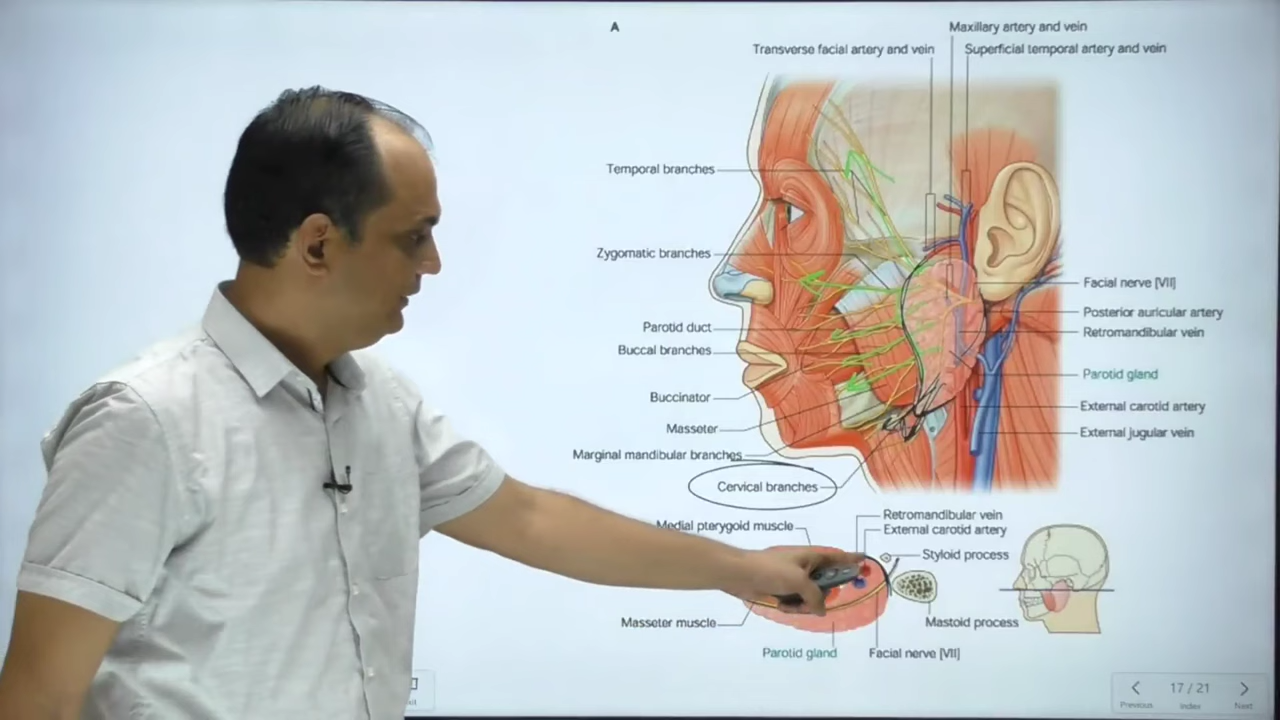 A
Maxillary artery and vein
Transverse facial artery and vein
Superficial temporal artery and vein
Temporal branches
Zygomatic branches
Facial nerve [VII]
Posterior auricular artery
Parotid duct
Retromandibular vein
Buccal branches
Parotid gland
Buccinator
External carotid artery
Masseter
External jugular vein
Marginal mandibular branches
Cervical branches
Retromandibular vein
Medial pterygoid muscle
External carotid artery
Styloid process
Masseter muscle
Mastoid process
Parotid gland
Facial nerve [VII]
17 / 21
Previous
Index
Next